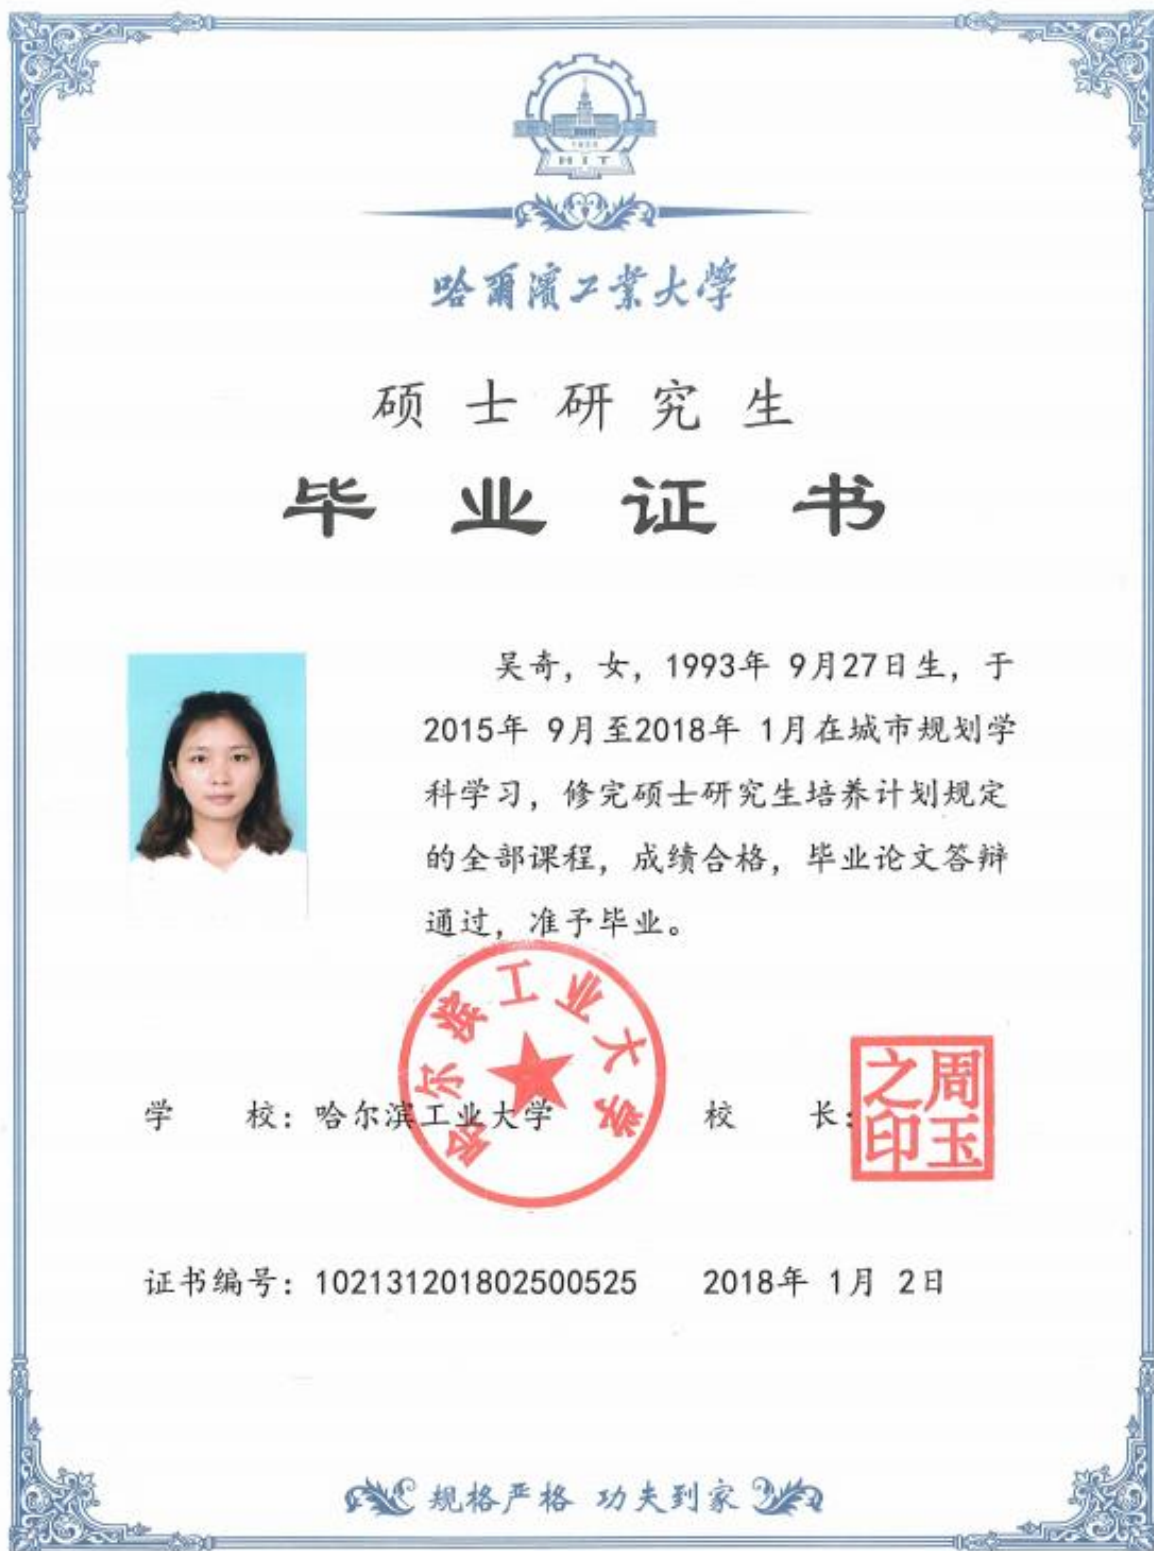 1920
HIT
哈爾濱工業大學
硕士研究生
毕业证书
吴奇，女，1993年 9月27日生，于
2015年 9月至2018年 1月在城市规划学
科学习，修完硕士研究生培养计划规定
的全部课程，成绩合格，毕业论文答辩
通过，准予毕业。
哈尔滨工业大学
学 校：哈尔滨工业大学 校 长：
周玉之印
证书编号：102131201802500525 2018年 1月 2日
规格严格 功夫到家